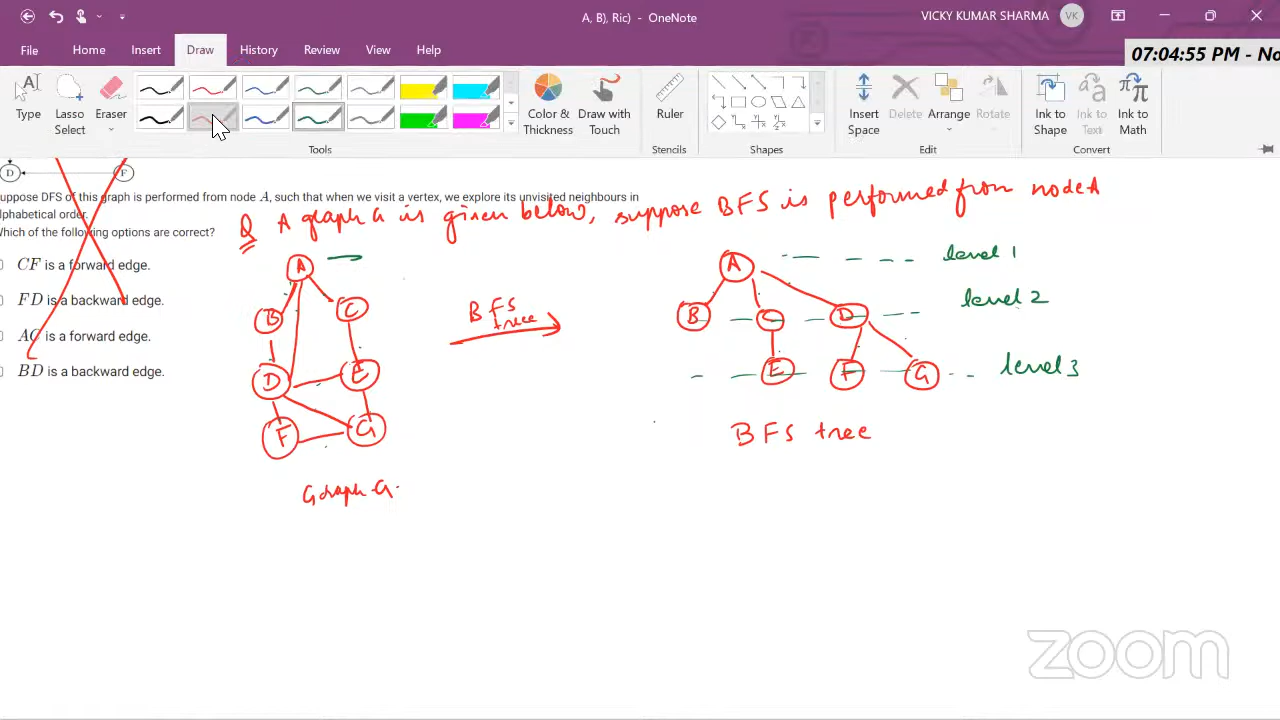 A, B), Ric) - OneNote
VICKY KUMAR SHARMA
VK
07:04:55 PM - No
File
Home
Insert
Draw
History
Review
View
Help
Type
Lasso
Select
Eraser
Color &
Thickness
Draw with
Touch
Ruler
Insert
Space
Delete
Arrange
Rotate
Ink to
Shape
Ink to
Text
Ink to
Math
Tools
Stencils
Shapes
Edit
Convert
D
F
uppose DFS of this graph is performed from node A, such that when we visit a vertex, we explore its unvisited neighbours in
lphabetical order.
Which of the following options are correct?
CF is a forward edge.
FD is a backward edge.
AC is a forward edge.
BD is a backward edge.
Q A graph G is given below, suppose BFS is performed from node A
A
B
C
D
E
F
G
Graph G.
BFS
tree
A
level 1
B
C
D
level 2
E
F
G
level 3
BFS tree
zoom